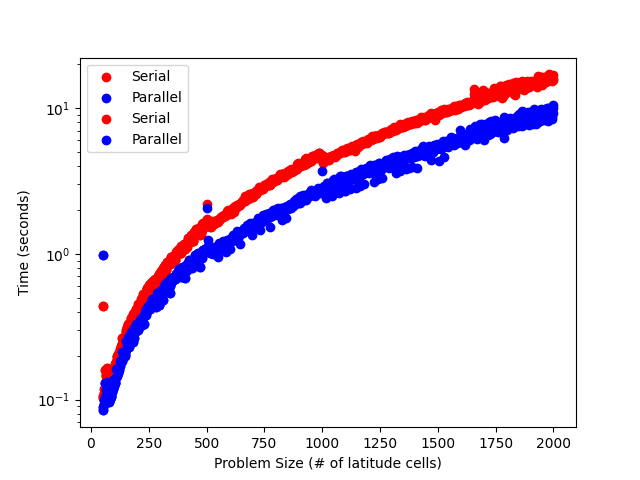 Serial
Parallel
Serial
Parallel
10¹
10⁰
10⁻¹
Time (seconds)
0 250 500 750 1000 1250 1500 1750 2000
Problem Size (# of latitude cells)